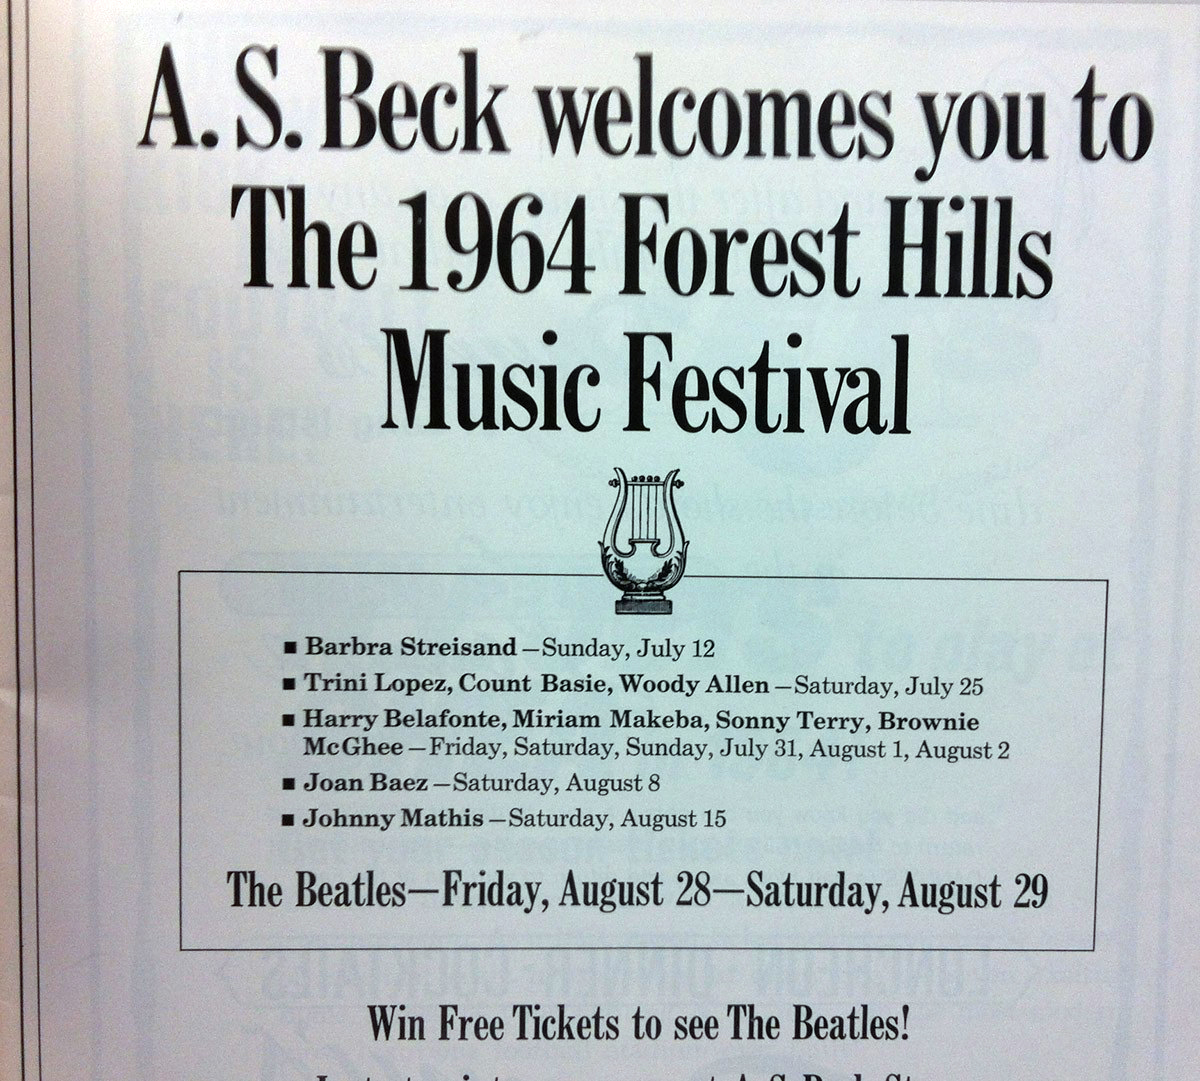 A. S. Beck welcomes you to
The 1964 Forest Hills
Music Festival
■ Barbra Streisand—Sunday, July 12
■ Trini Lopez, Count Basie, Woody Allen—Saturday, July 25
■ Harry Belafonte, Miriam Makeba, Sonny Terry, Brownie
McGhee—Friday, Saturday, Sunday, July 31, August 1, August 2
■ Joan Baez—Saturday, August 8
■ Johnny Mathis—Saturday, August 15
The Beatles—Friday, August 28—Saturday, August 29
Win Free Tickets to see The Beatles!